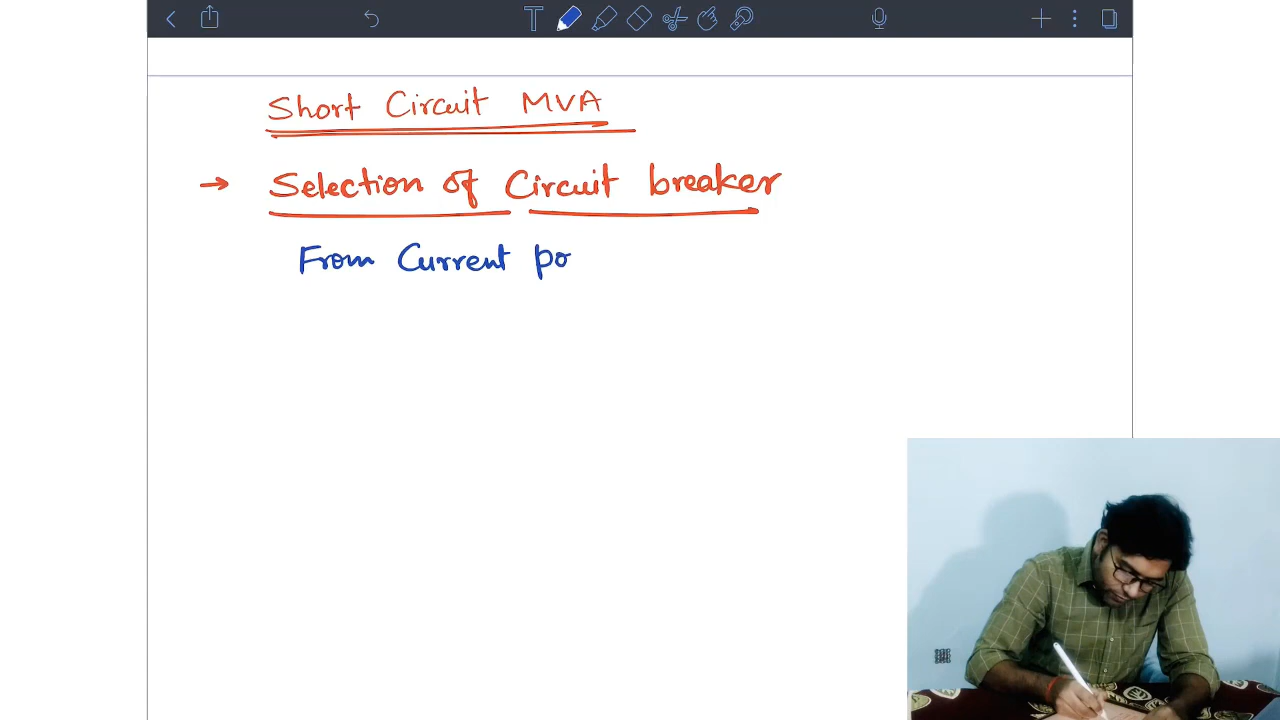 Short Circuit MVA
→ Selection of Circuit breaker
From Current po